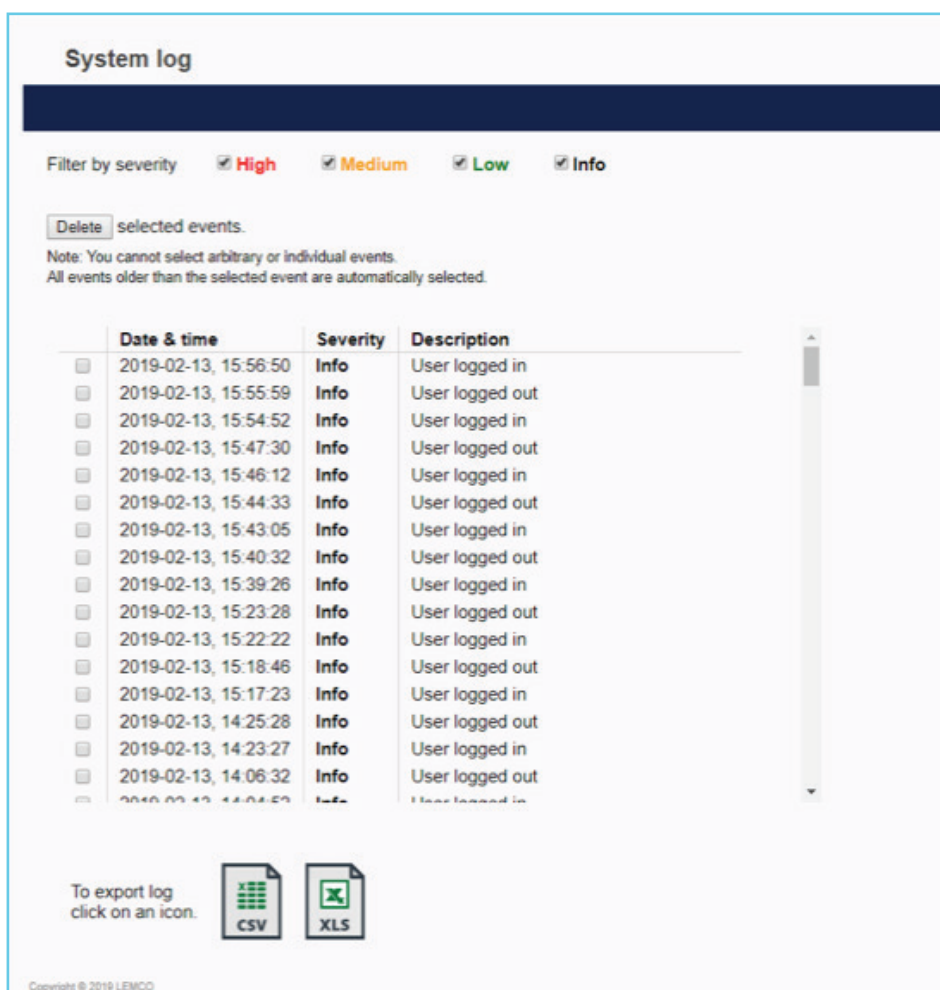 System log
Filter by severity High Medium Low Info
Delete selected events.
Note: You cannot select arbitrary or individual events.
All events older than the selected event are automatically selected.
Date & time Severity Description
2019-02-13, 15:56:50 Info User logged in
2019-02-13, 15:55:59 Info User logged out
2019-02-13, 15:54:52 Info User logged in
2019-02-13, 15:47:30 Info User logged out
2019-02-13, 15:46:12 Info User logged in
2019-02-13, 15:44:33 Info User logged out
2019-02-13, 15:43:05 Info User logged in
2019-02-13, 15:40:32 Info User logged out
2019-02-13, 15:39:26 Info User logged in
2019-02-13, 15:23:28 Info User logged out
2019-02-13, 15:22:22 Info User logged in
2019-02-13, 15:18:46 Info User logged out
2019-02-13, 15:17:23 Info User logged in
2019-02-13, 14:25:28 Info User logged out
2019-02-13, 14:23:27 Info User logged in
2019-02-13, 14:06:32 Info User logged out
To export log
click on an icon.
CSV XLS
Copyright © 2019 LEMCO